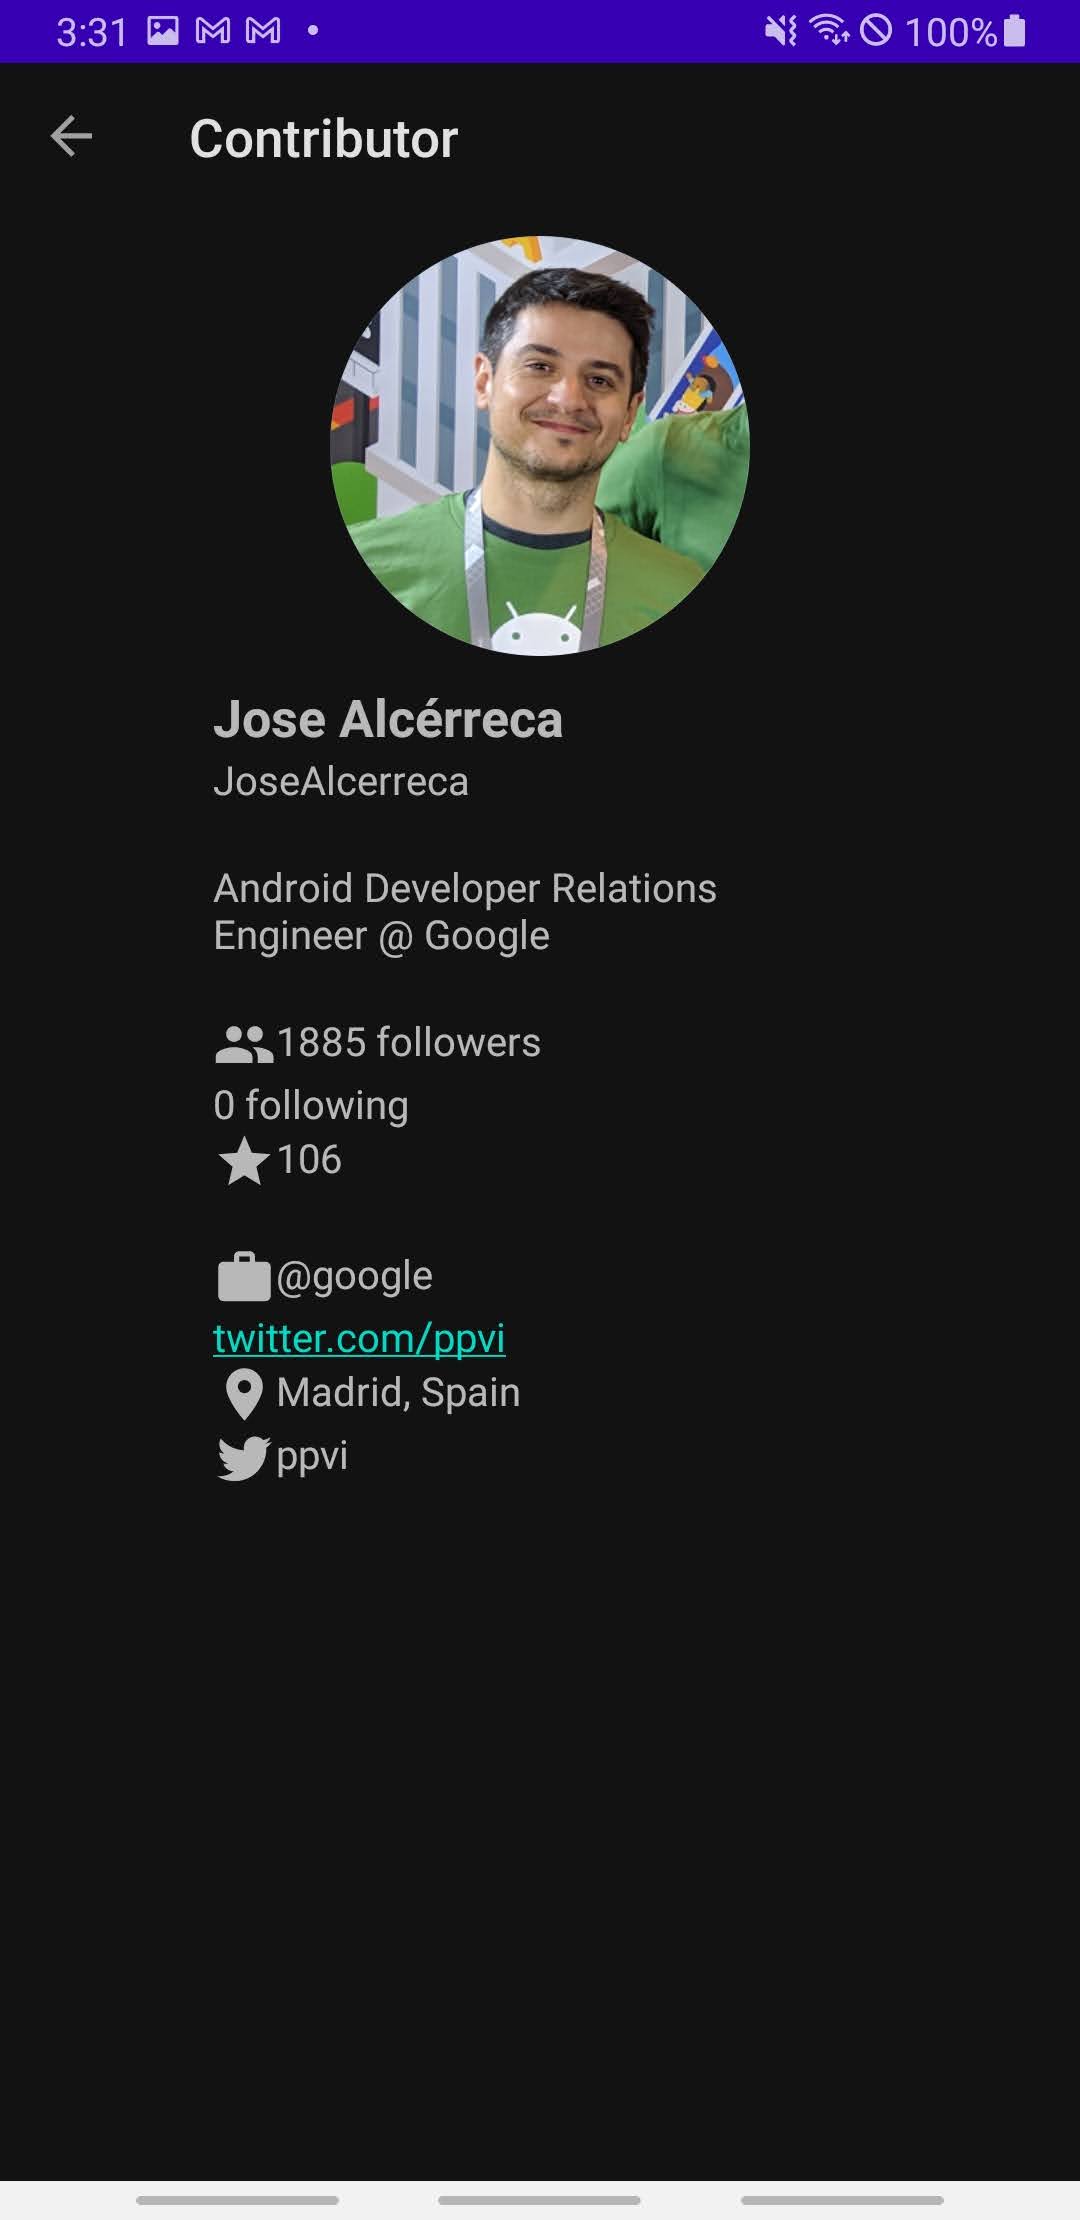 3:31
100%
Contributor
Jose Alcérreca
JoseAlcerreca
Android Developer Relations
Engineer @ Google
1885 followers
0 following
106
@google
twitter.com/ppvi
Madrid, Spain
ppvi